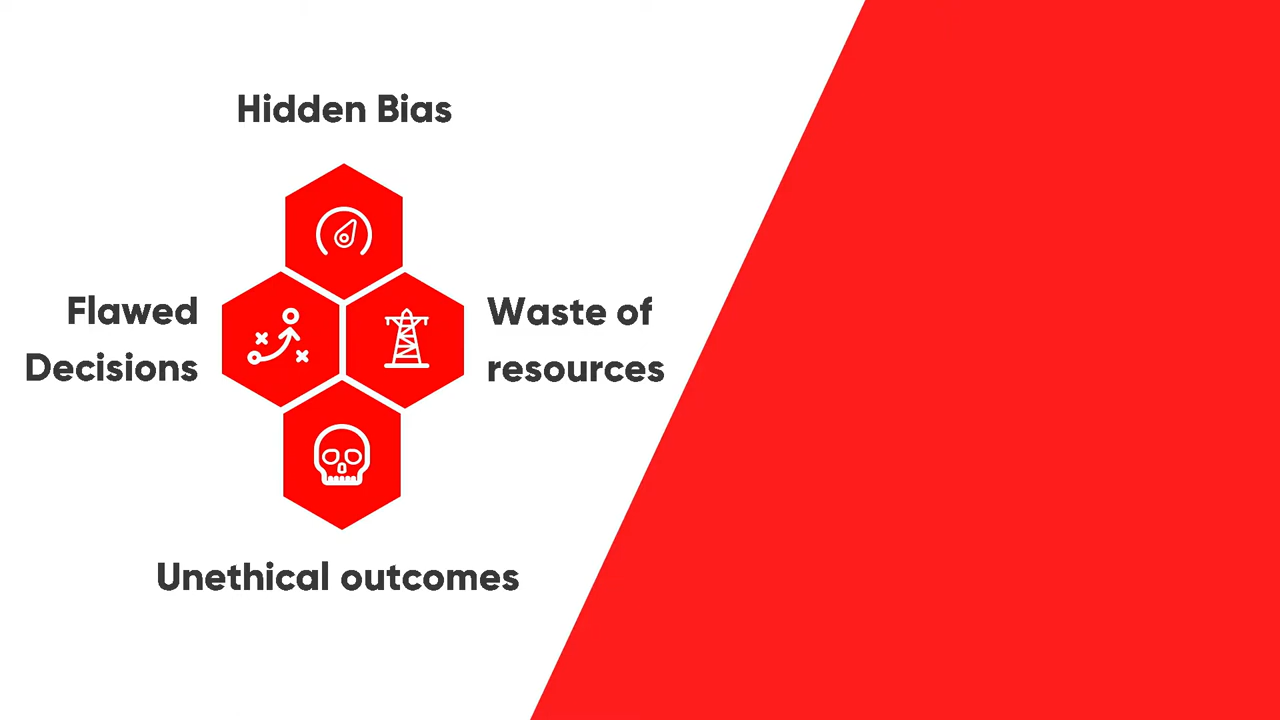 Hidden Bias
Flawed
Decisions
Waste of
resources
Unethical outcomes